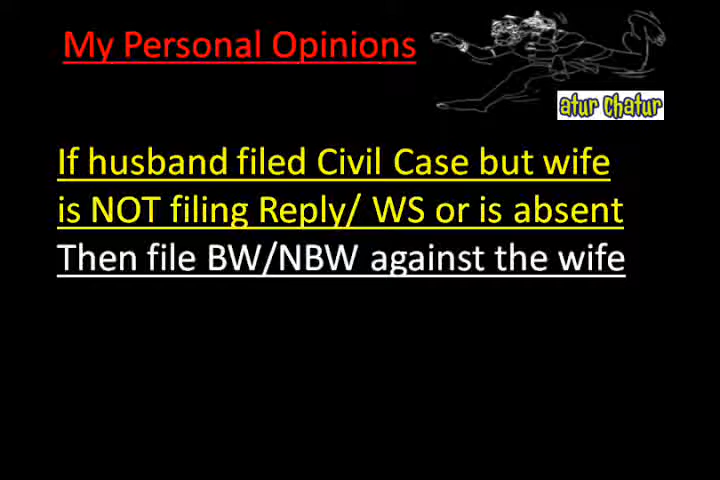 My Personal Opinions
atur Chatur
If husband filed Civil Case but wife
is NOT filing Reply/ WS or is absent
Then file BW/NBW against the wife